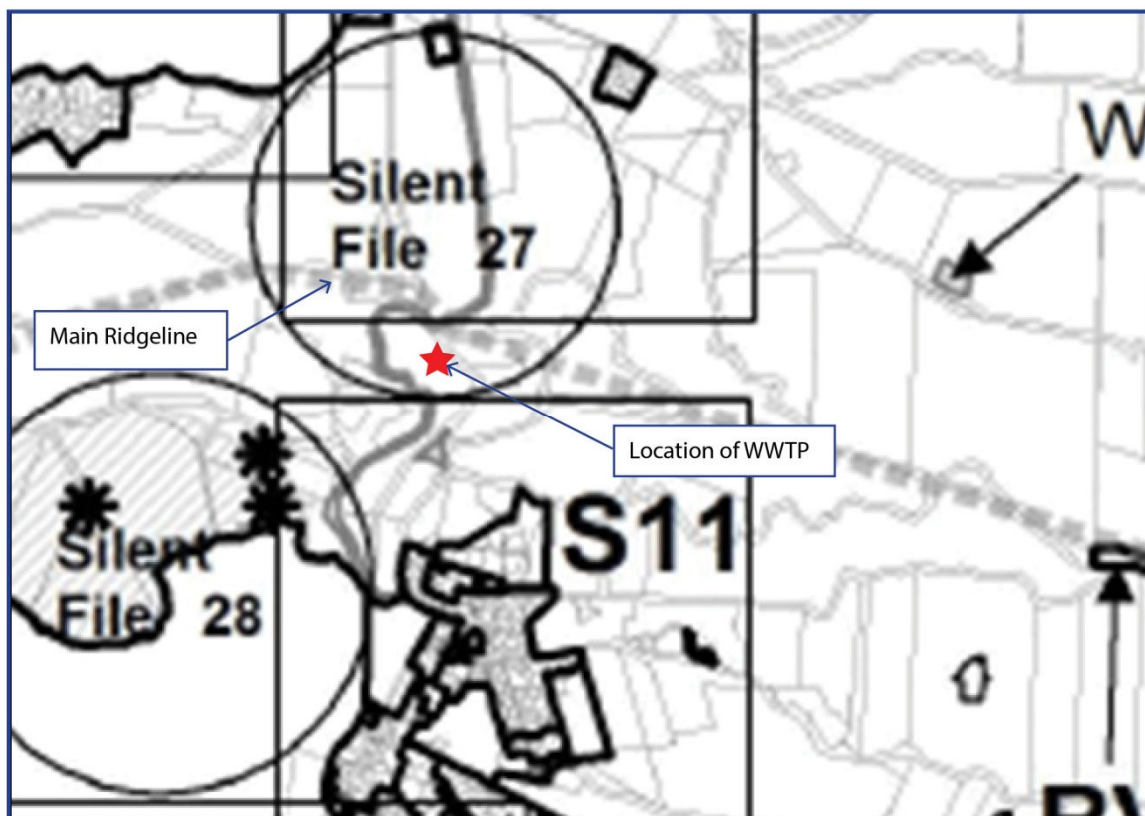 W
Silent
File 27
Main Ridgeline
Location of WWTP
S11
Silent
File 28